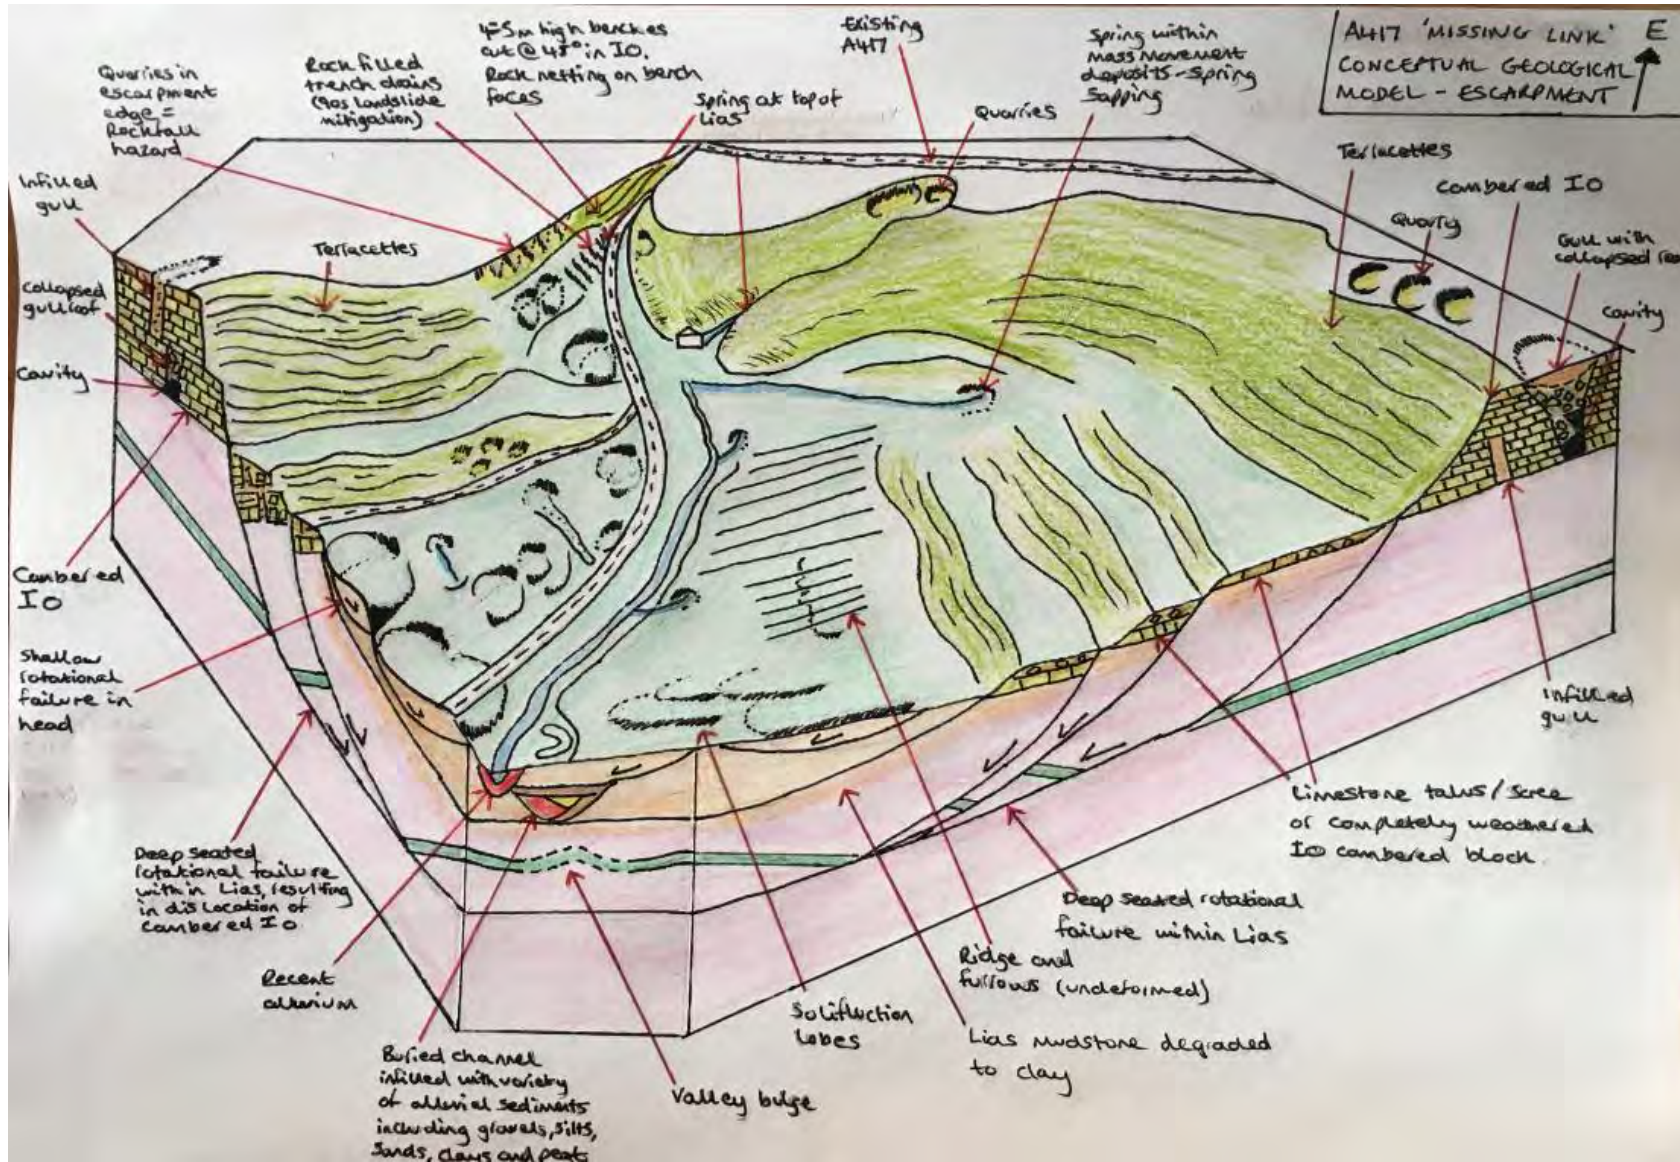 A417 'MISSING LINK'
CONCEPTUAL GEOLOGICAL
MODEL - ESCARPMENT
E
Quarries in
escarpment
edge =
Rockfall
hazard
Rock filled
trench drains
(90s landslide
mitigation)
4-5m high benches
cut @ 45° in IO.
Rock netting on bench
faces
Spring at top of
Lias
Existing
A417
Quarries
Spring within
mass movement
deposits - Spring
Sapping
Terracettes
Cambered IO
Quarry
Gull with
collapsed
Cavity
Infilled
gull
Terracettes
Collapsed
gull roof
Cavity
Cambered
IO
Shallow
rotational
failure in
head
Infilled
gull
Limestone talus/scree
or completely weathered
IO cambered block.
Deep seated
rotational failure
within Lias, resulting
in dislocation of
cambered IO
Deep seated rotational
failure within Lias
Recent
alluvium
Ridge and
furrows (undeformed)
Solifluction
lobes
Lias mudstone degraded
to clay
Buried channel
infilled with variety
of alluvial sediments
including gravels, silts,
sands, clays and peat
Valley bulge